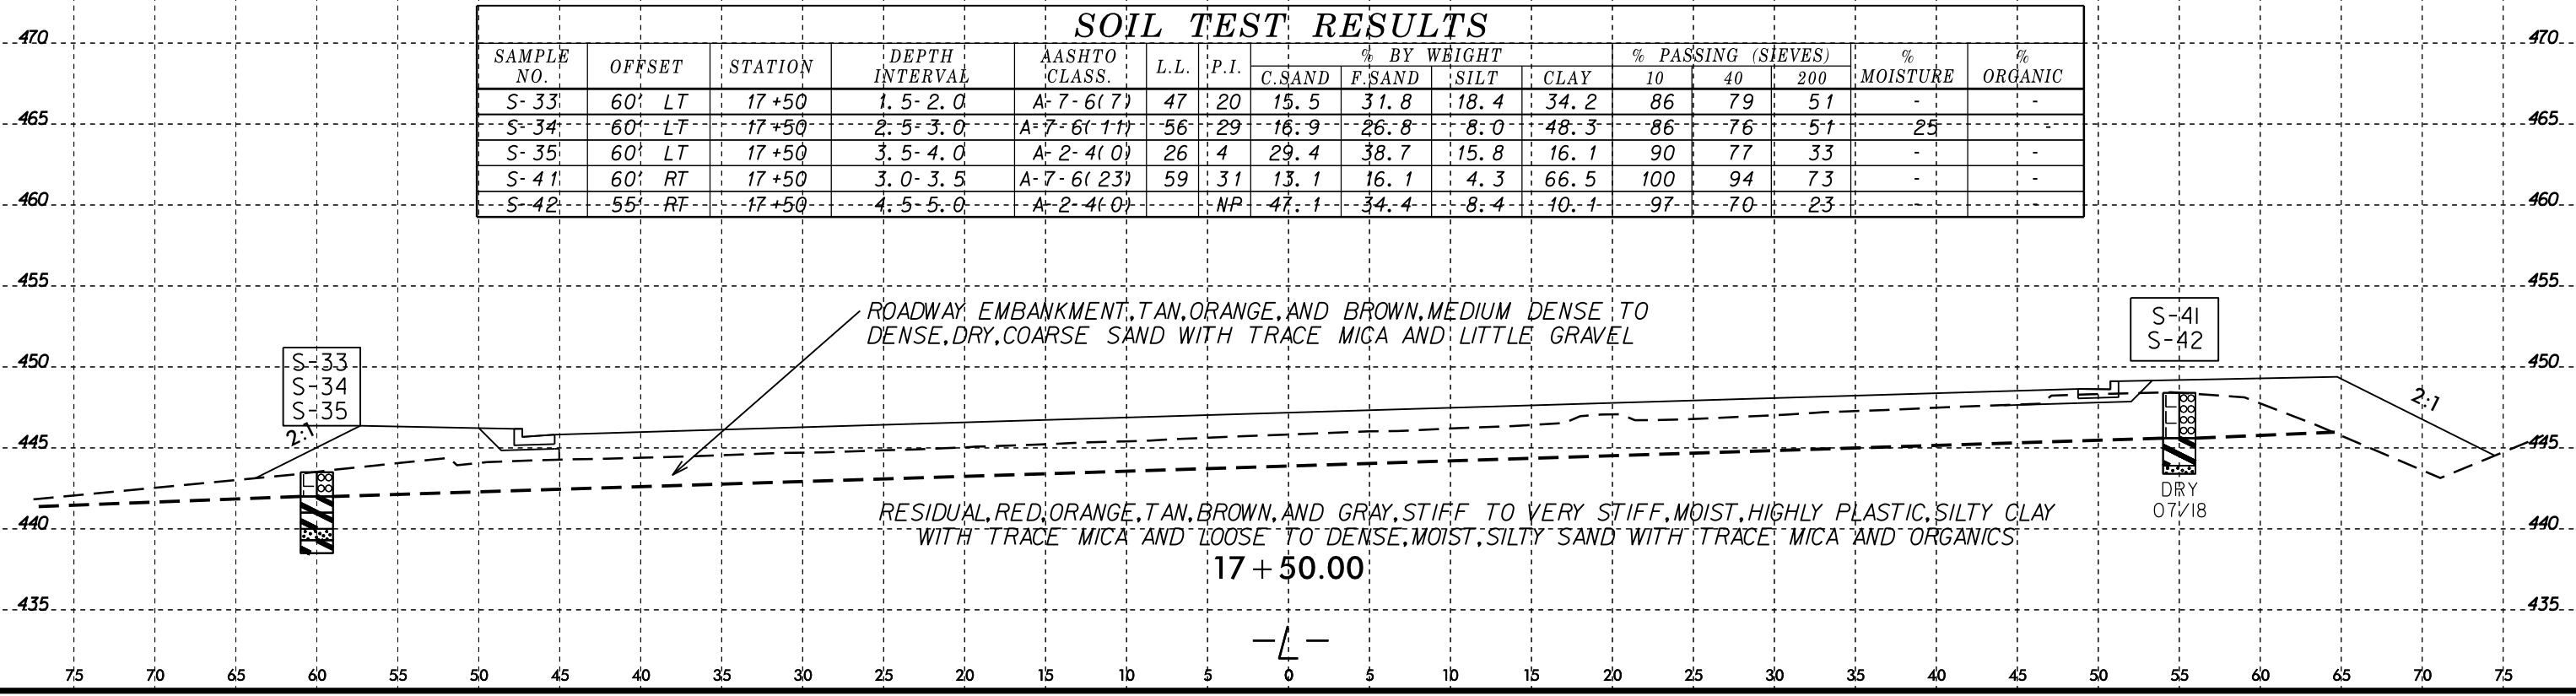 SOIL TEST RESULTS
SAMPLE NO. OFFSET STATION DEPTH INTERVAL AASHTO CLASS. L.L. P.I. % BY WEIGHT % PASSING (SIEVES) % MOISTURE % ORGANIC
C.SAND F.SAND SILT CLAY 10 40 200
S-33 60' LT 17+50 1.5-2.0 A-7-6(7) 47 20 15.5 31.8 18.4 34.2 86 79 51 - -
S-34 60' LT 17+50 2.5-3.0 A-7-6(11) 56 29 16.9 26.8 8.0 48.3 86 76 51 25 -
S-35 60' LT 17+50 3.5-4.0 A-2-4(0) 26 4 29.4 38.7 15.8 16.1 90 77 33 - -
S-41 60' RT 17+50 3.0-3.5 A-7-6(23) 59 31 13.1 16.1 4.3 66.5 100 94 73 - -
S-42 55' RT 17+50 4.5-5.0 A-2-4(0) NP 47.1 34.4 8.4 10.1 97 70 23 - -
470 470
465 465
460 460
455 455
450 450
445 445
440 440
435 435
ROADWAY EMBANKMENT,TAN,ORANGE,AND BROWN,MEDIUM DENSE TO
DENSE,DRY,COARSE SAND WITH TRACE MICA AND LITTLE GRAVEL
S-33
S-34
S-35
2:1
S-41
S-42
2:1
DRY
07/18
RESIDUAL,RED,ORANGE,TAN,BROWN,AND GRAY,STIFF TO VERY STIFF,MOIST,HIGHLY PLASTIC,SILTY CLAY
WITH TRACE MICA AND LOOSE TO DENSE,MOIST,SILTY SAND WITH TRACE MICA AND ORGANICS
17+50.00
-L-
75 70 65 60 55 50 45 40 35 30 25 20 15 10 5 0 5 10 15 20 25 30 35 40 45 50 55 60 65 70 75